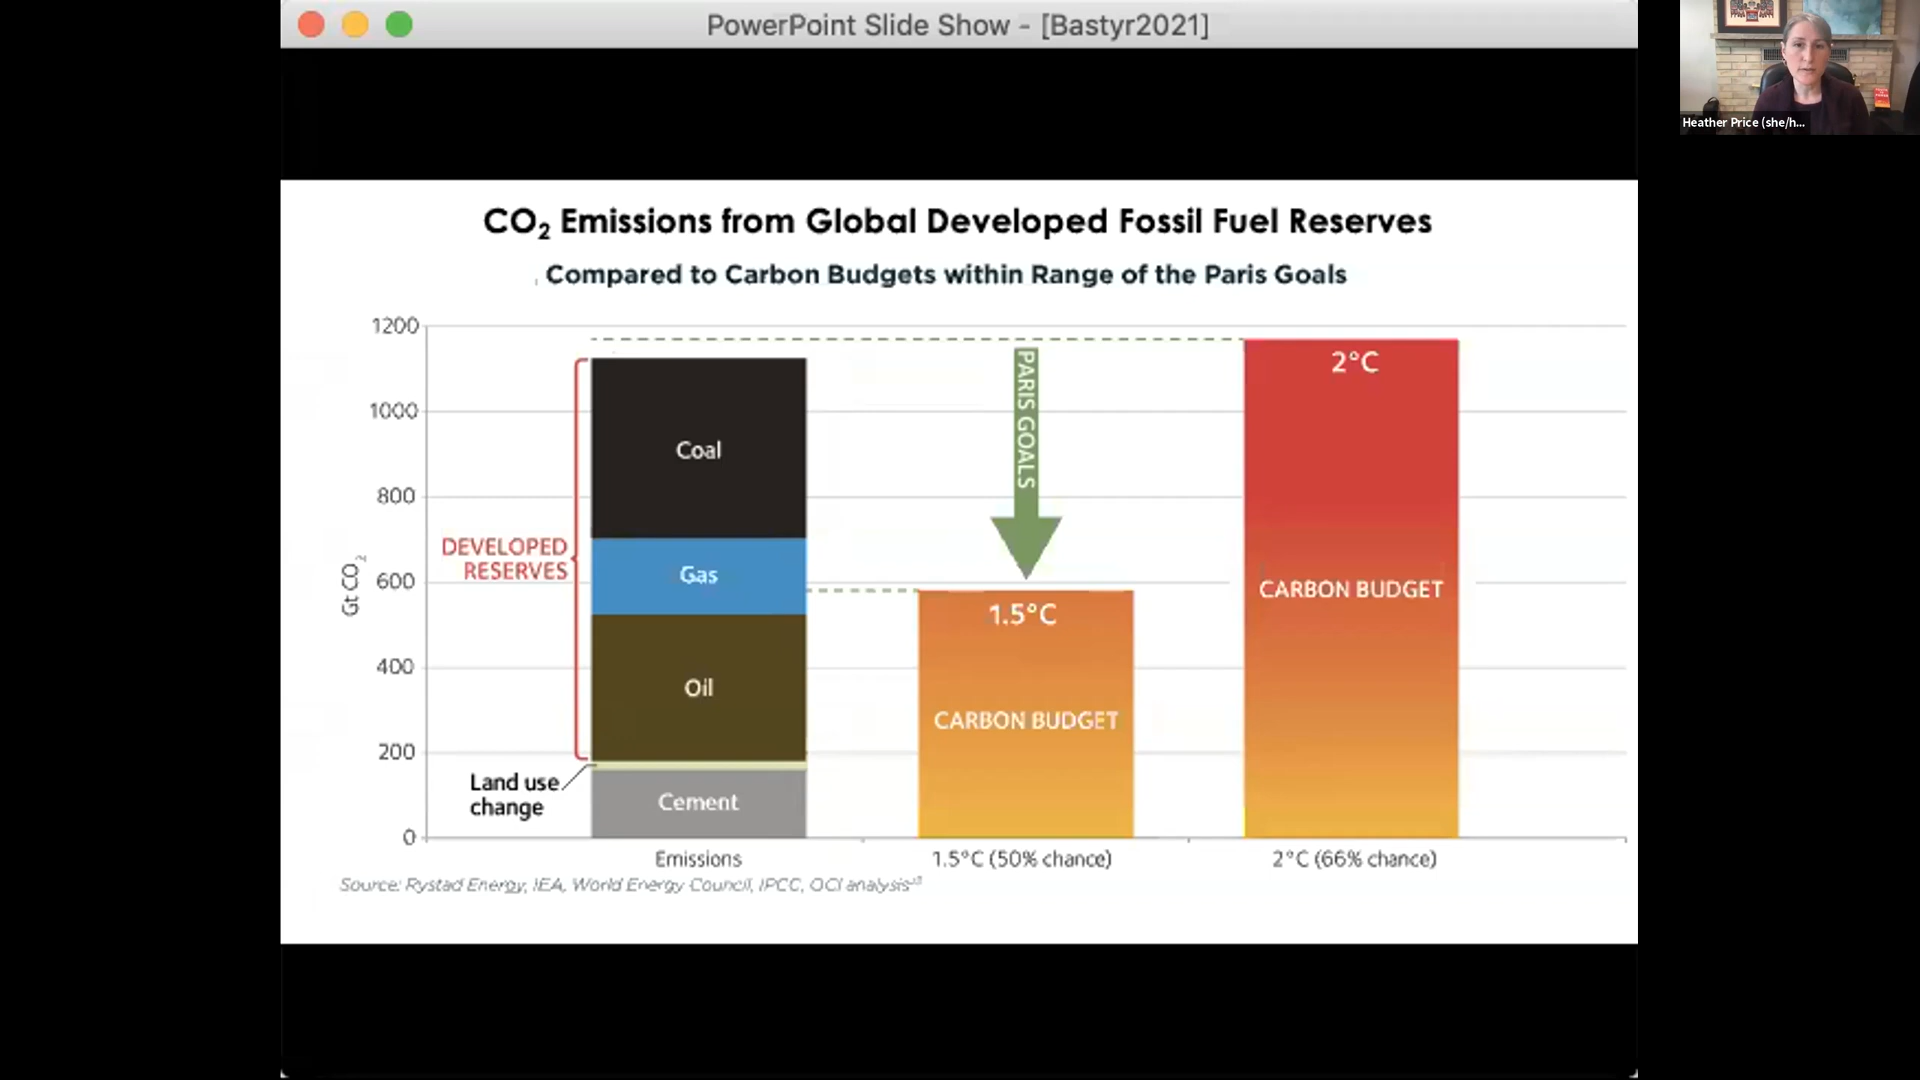 PowerPoint Slide Show - [Bastyr2021]
Heather Price (she/h...
CO₂ Emissions from Global Developed Fossil Fuel Reserves
Compared to Carbon Budgets within Range of the Paris Goals
1200
1000
800
600
400
200
0
Gt CO₂
DEVELOPED
RESERVES
Land use
change
Coal
Gas
Oil
Cement
PARIS GOALS
1.5°C
CARBON BUDGET
2°C
CARBON BUDGET
Emissions
1.5°C (50% chance)
2°C (66% chance)
Source: Rystad Energy, IEA, World Energy Council, IPCC, OCI analysis